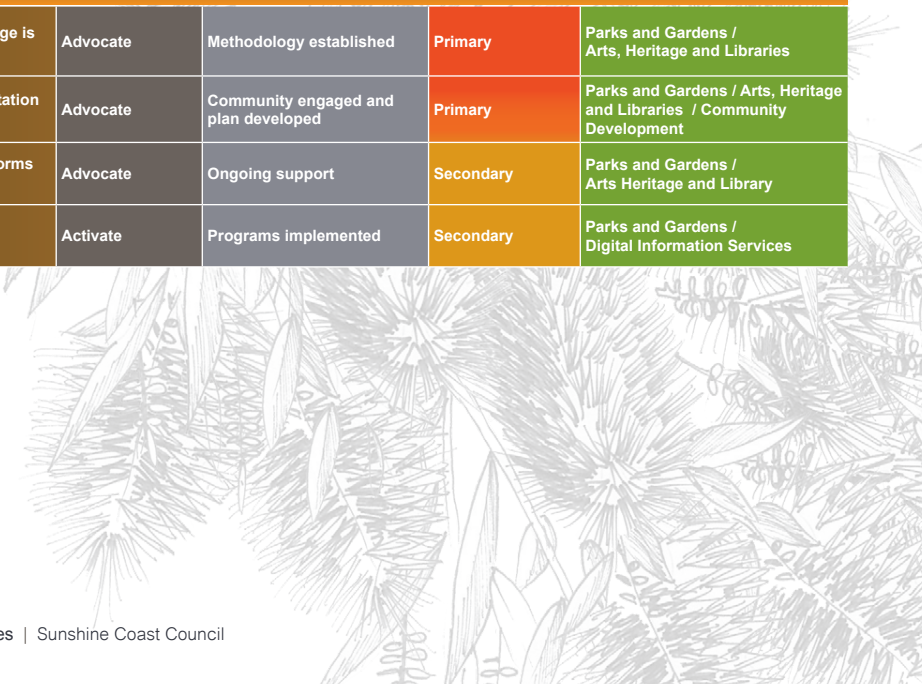 ge is
Advocate
Methodology established
Primary
Parks and Gardens /
Arts, Heritage and Libraries
tation
Advocate
Community engaged and
plan developed
Primary
Parks and Gardens / Arts, Heritage
and Libraries / Community
Development
orms
Advocate
Ongoing support
Secondary
Parks and Gardens /
Arts Heritage and Library
Activate
Programs implemented
Secondary
Parks and Gardens /
Digital Information Services
es | Sunshine Coast Council